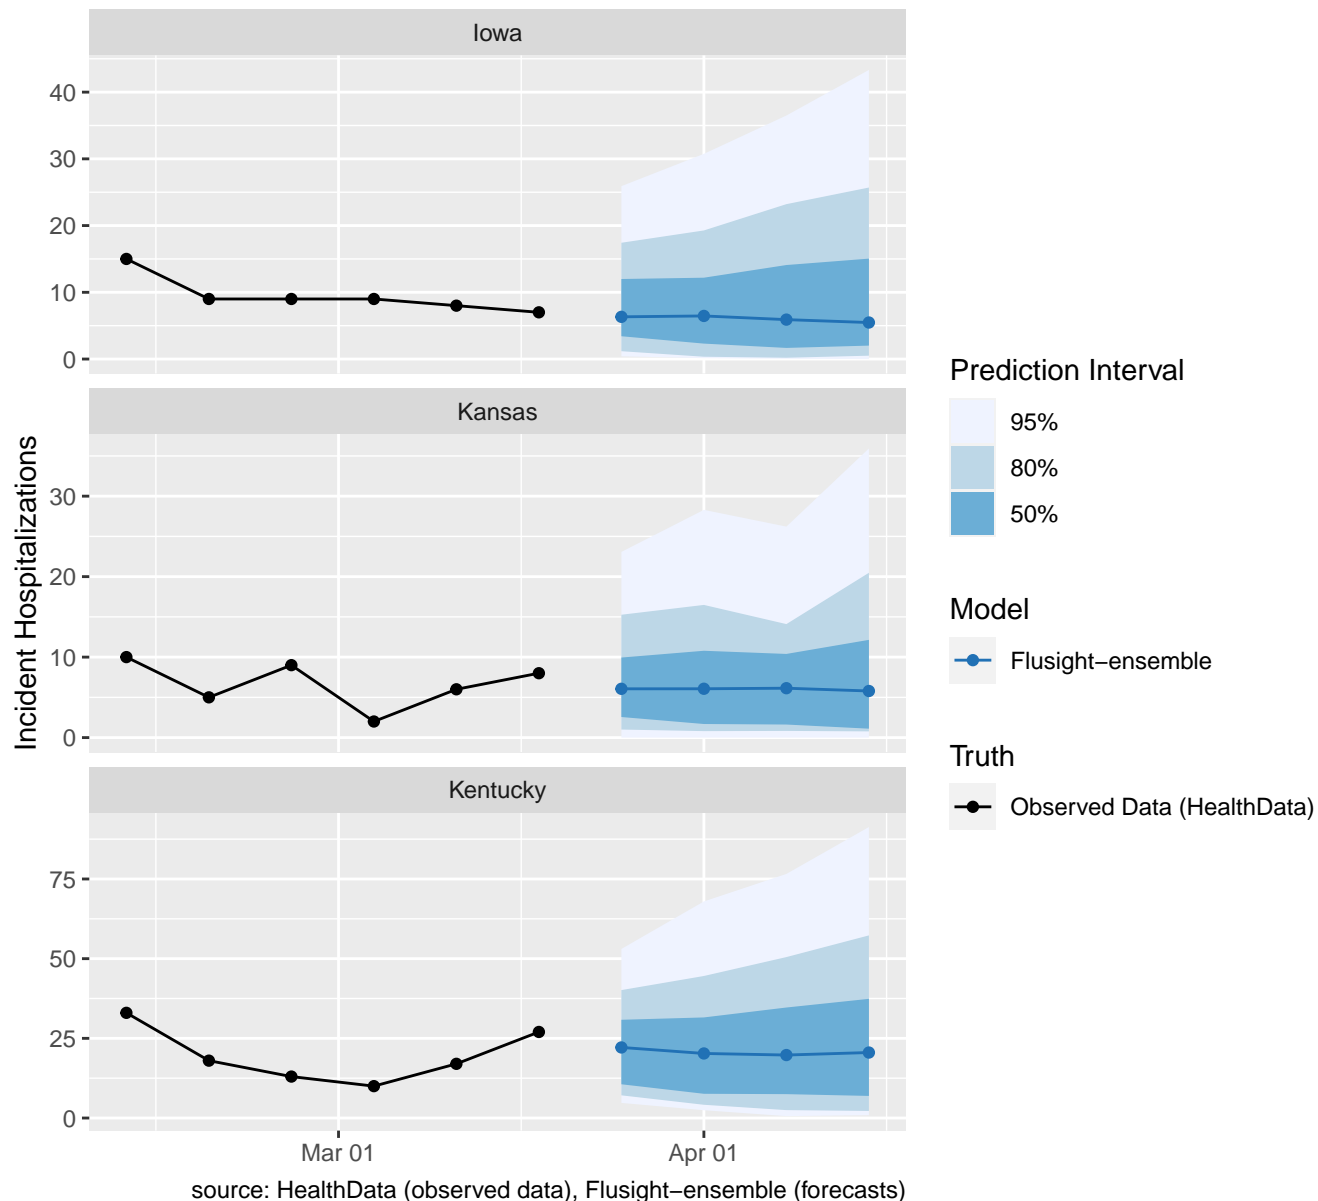 Iowa
40
30
20
10
0
Kansas
30
20
10
0
Kentucky
75
50
25
0
Mar 01
Apr 01
Incident Hospitalizations
source: HealthData (observed data), Flusight−ensemble (forecasts)
Prediction Interval
95%
80%
50%
Model
Flusight−ensemble
Truth
Observed Data (HealthData)